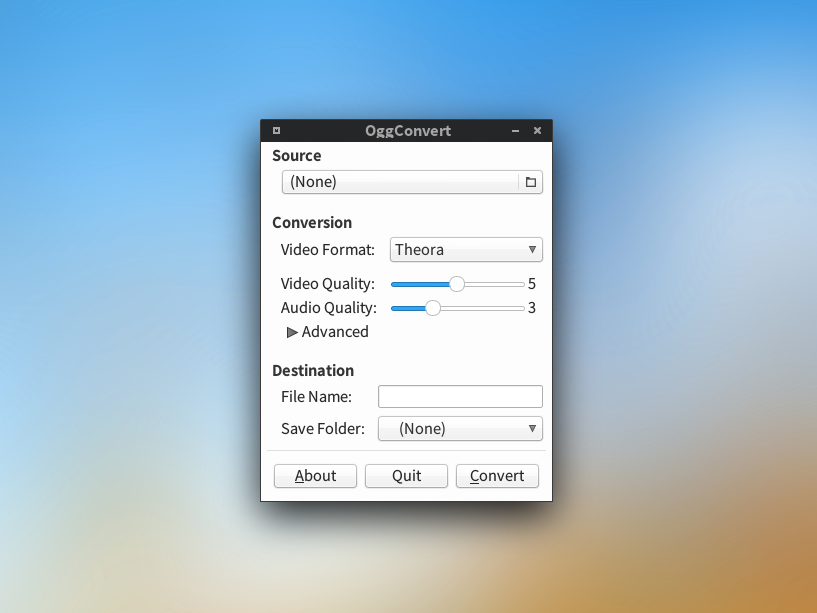 OggConvert
Source
(None)
Conversion
Video Format: Theora
Video Quality: 5
Audio Quality: 3
Advanced
Destination
File Name:
Save Folder: (None)
About Quit Convert